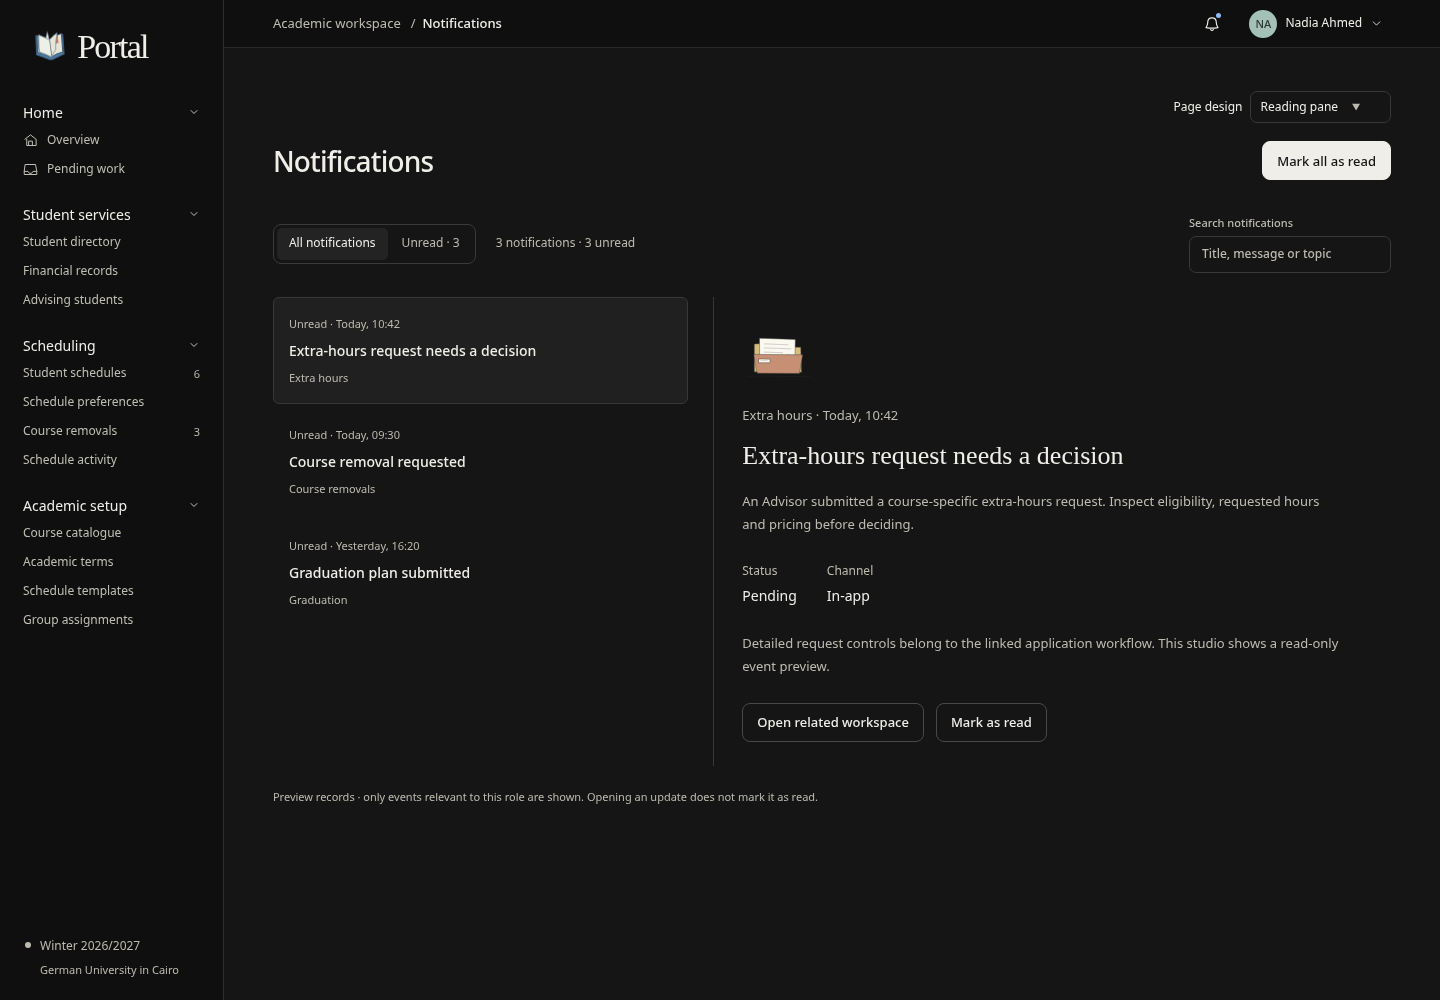 Portal
Home
Overview
Pending work
Student services
Student directory
Financial records
Advising students
Scheduling
Student schedules 6
Schedule preferences
Course removals 3
Schedule activity
Academic setup
Course catalogue
Academic terms
Schedule templates
Group assignments
Winter 2026/2027
German University in Cairo
Academic workspace / Notifications
NA Nadia Ahmed
Page design Reading pane
Notifications
Mark all as read
All notifications Unread · 3 3 notifications · 3 unread
Search notifications
Title, message or topic
Unread · Today, 10:42
Extra-hours request needs a decision
Extra hours
Unread · Today, 09:30
Course removal requested
Course removals
Unread · Yesterday, 16:20
Graduation plan submitted
Graduation
Extra hours · Today, 10:42
Extra-hours request needs a decision
An Advisor submitted a course-specific extra-hours request. Inspect eligibility, requested hours
and pricing before deciding.
Status Channel
Pending In-app
Detailed request controls belong to the linked application workflow. This studio shows a read-only
event preview.
Open related workspace Mark as read
Preview records · only events relevant to this role are shown. Opening an update does not mark it as read.